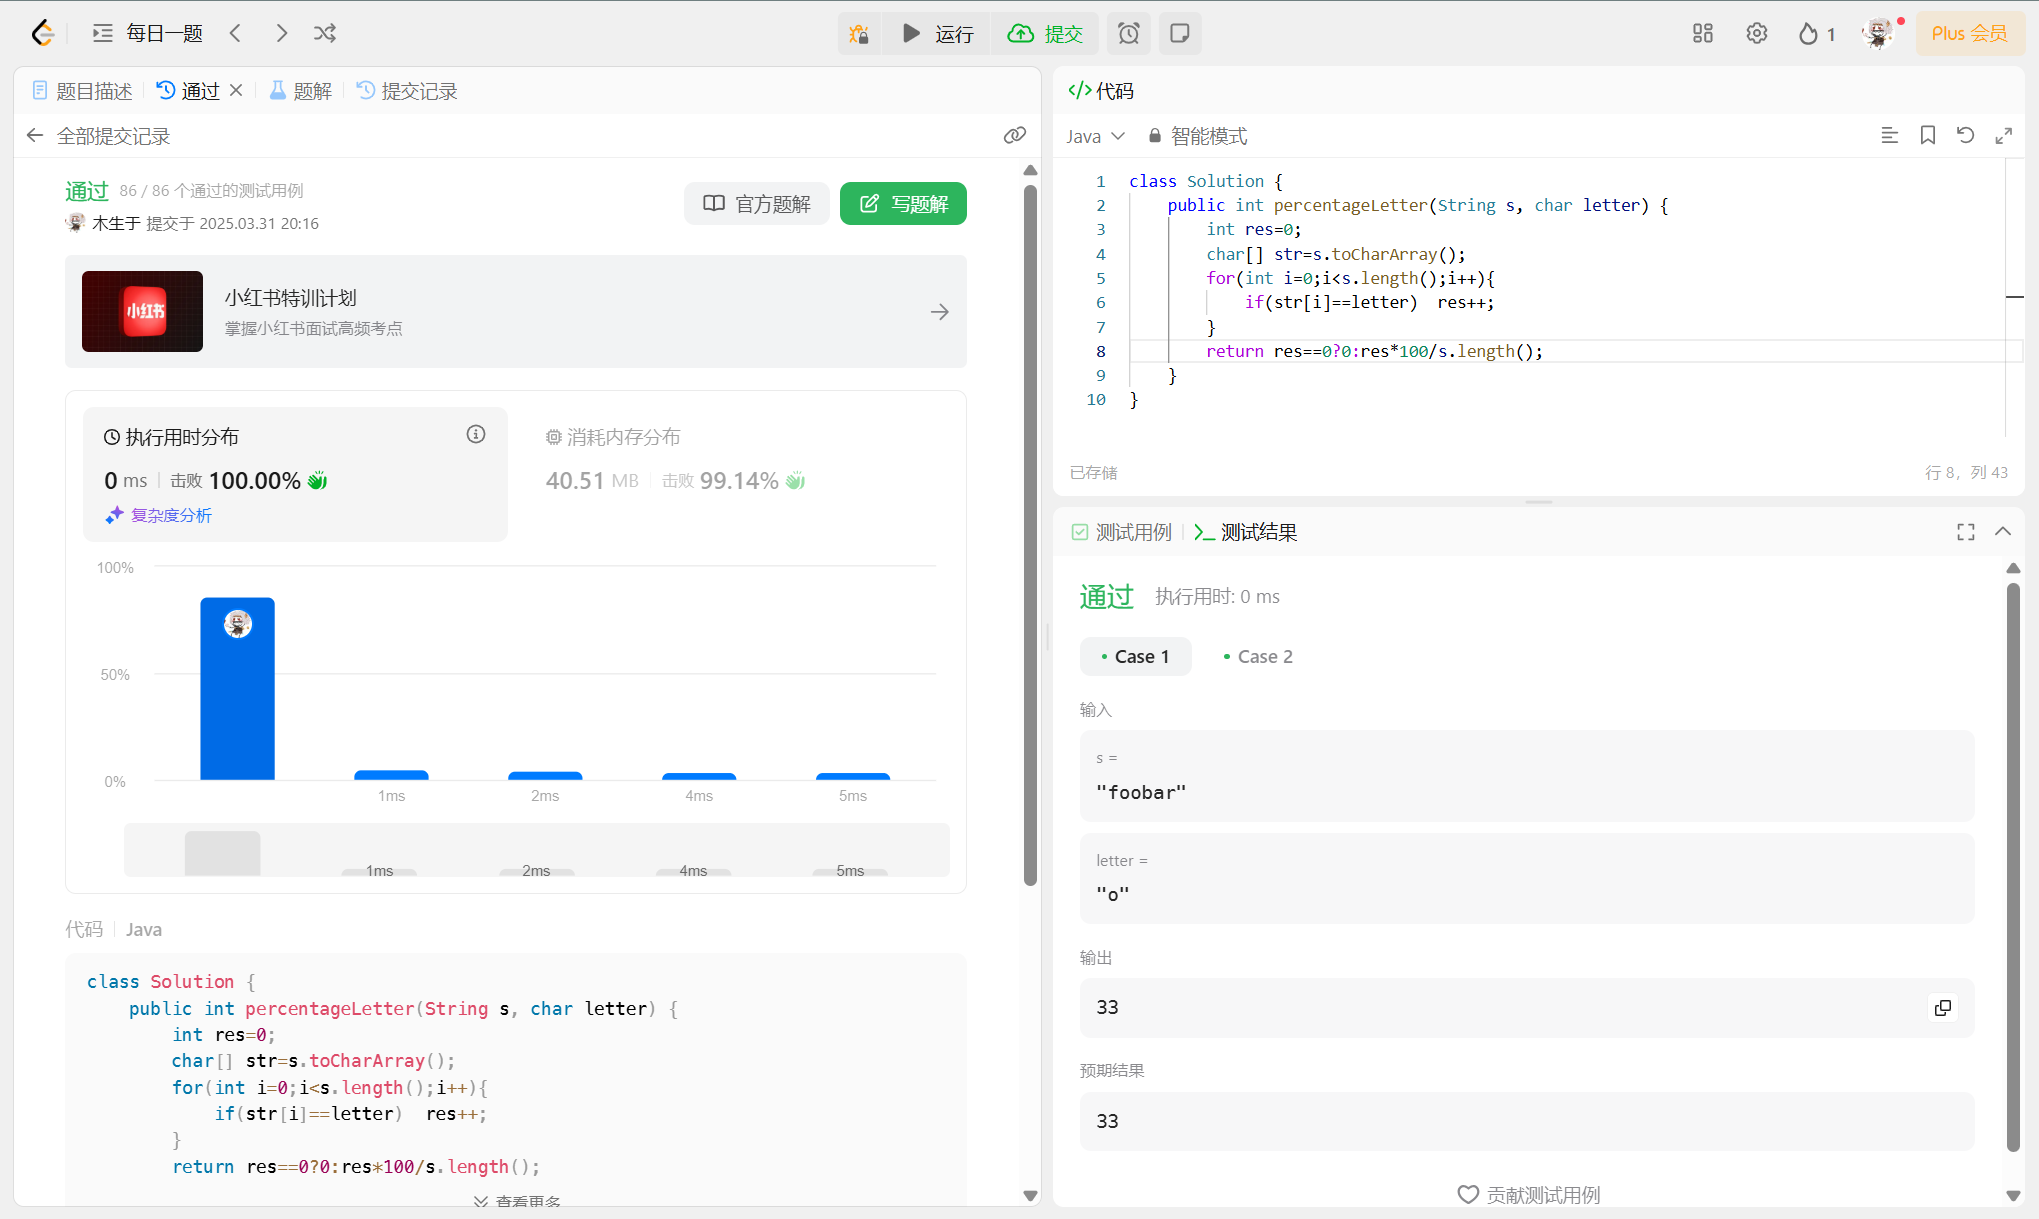 每日一题
运行
提交
1
Plus 会员
题目描述
通过
题解
提交记录
全部提交记录
通过 86 / 86 个通过的测试用例
木生于 提交于 2025.03.31 20:16
官方题解
写题解
小红书
小红书特训计划
掌握小红书面试高频考点
执行用时分布
0 ms 击败 100.00%
复杂度分析
消耗内存分布
40.51 MB 击败 99.14%
100%
50%
0%
1ms 2ms 4ms 5ms
1ms 2ms 4ms 5ms
代码 Java
class Solution {
    public int percentageLetter(String s, char letter) {
        int res=0;
        char[] str=s.toCharArray();
        for(int i=0;i<s.length();i++){
            if(str[i]==letter)  res++;
        }
        return res==0?0:res*100/s.length();
查看更多
代码
Java 智能模式
1 class Solution {
2     public int percentageLetter(String s, char letter) {
3         int res=0;
4         char[] str=s.toCharArray();
5         for(int i=0;i<s.length();i++){
6             if(str[i]==letter)  res++;
7         }
8         return res==0?0:res*100/s.length();
9     }
10 }
已存储
行 8, 列 43
测试用例
测试结果
通过 执行用时: 0 ms
Case 1 Case 2
输入
s =
"foobar"
letter =
"o"
输出
33
预期结果
33
贡献测试用例